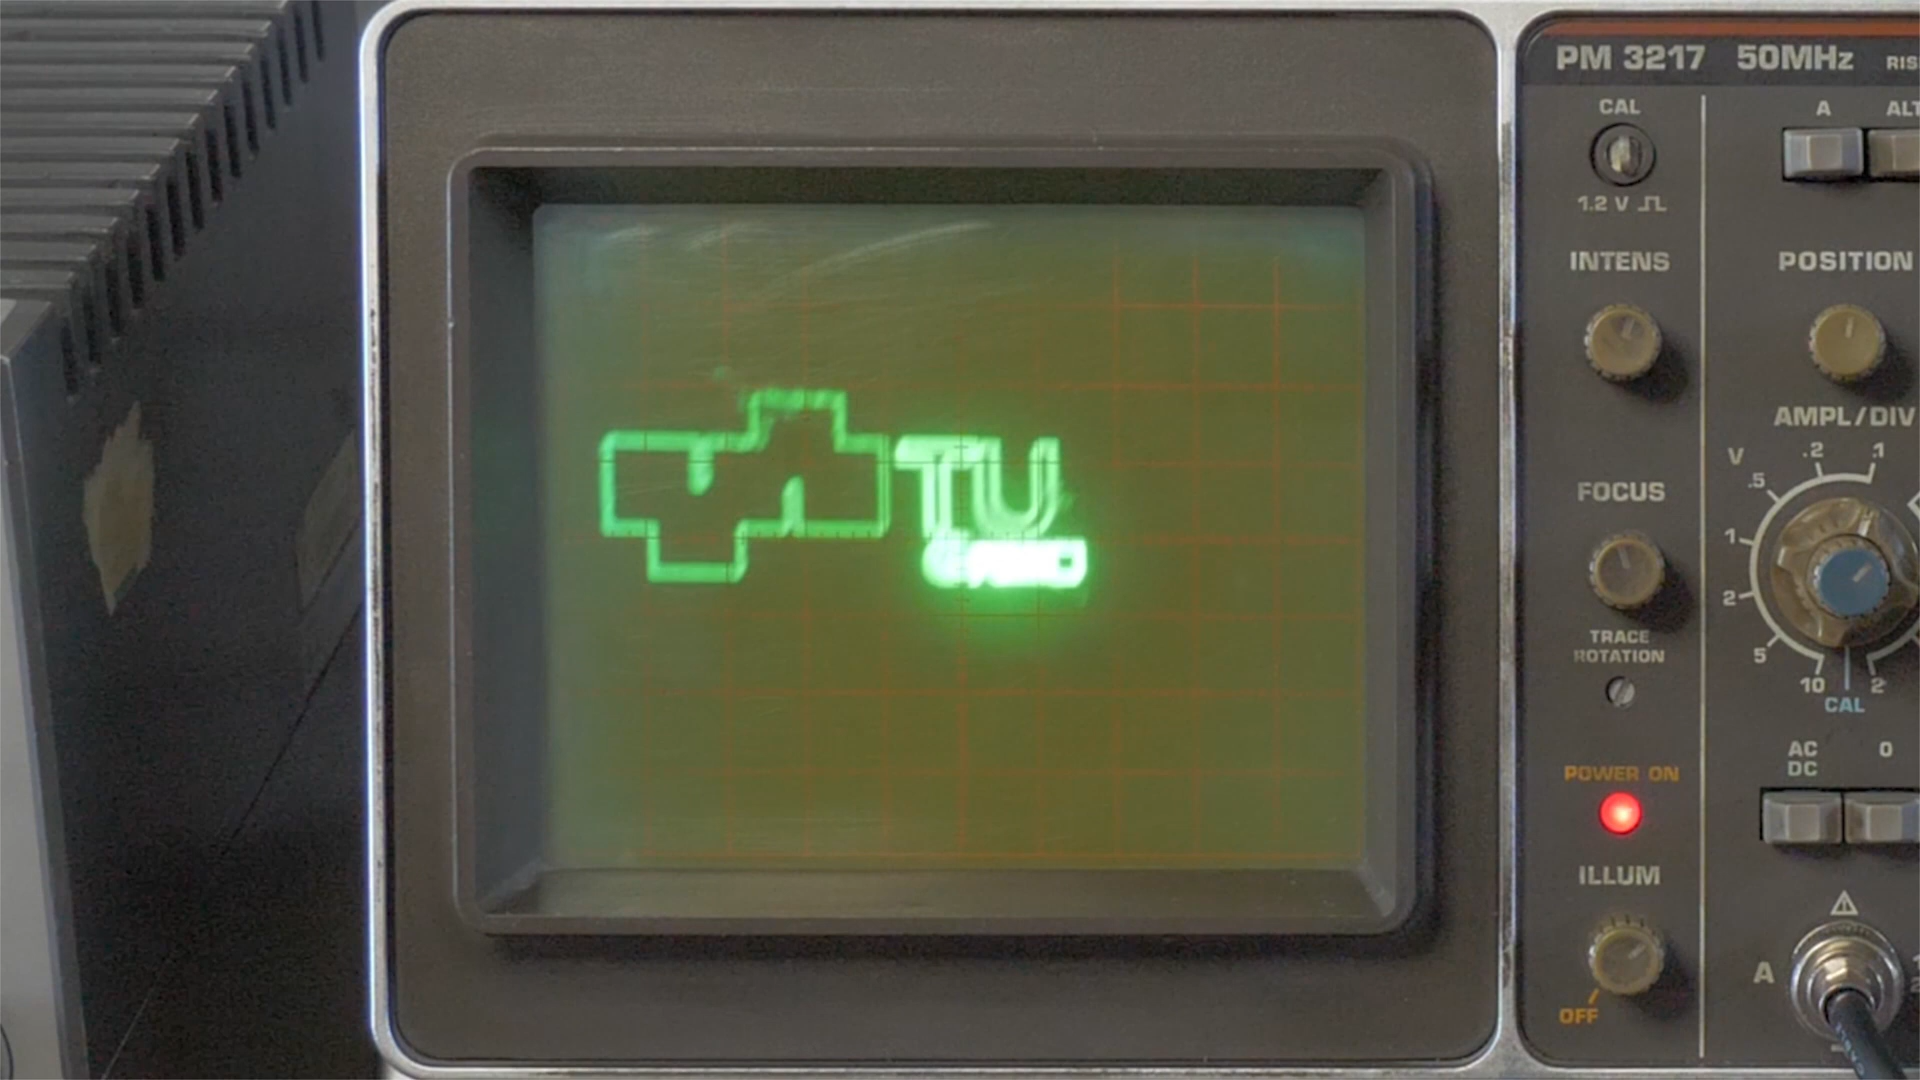 PM 3217 50MHz
CAL
A
1.2 V
INTENS
POSITION
TU
AMPL/DIV
V
.2 .1
.5
FOCUS
1
2
TRACE
ROTATION
5
10 2
CAL
AC 0
DC
POWER ON
ILLUM
A
OFF